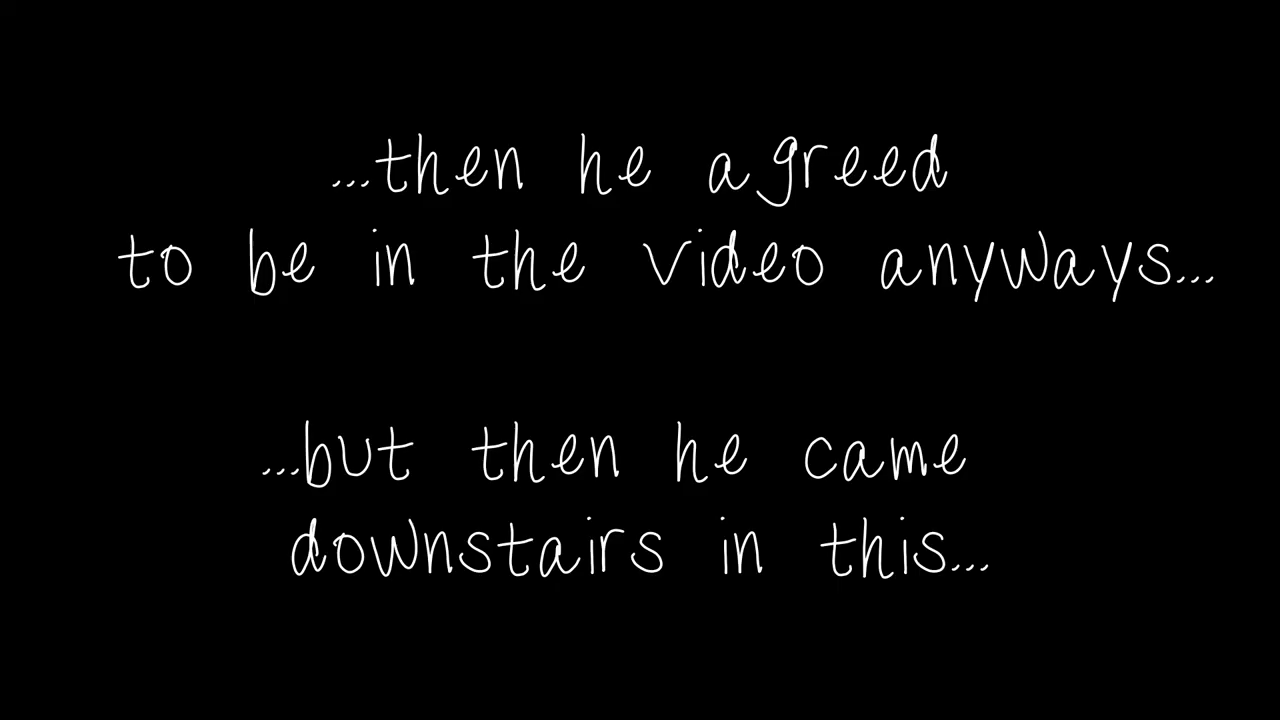 ...then he agreed
to be in the video anyways...
...but then he came
downstairs in this...